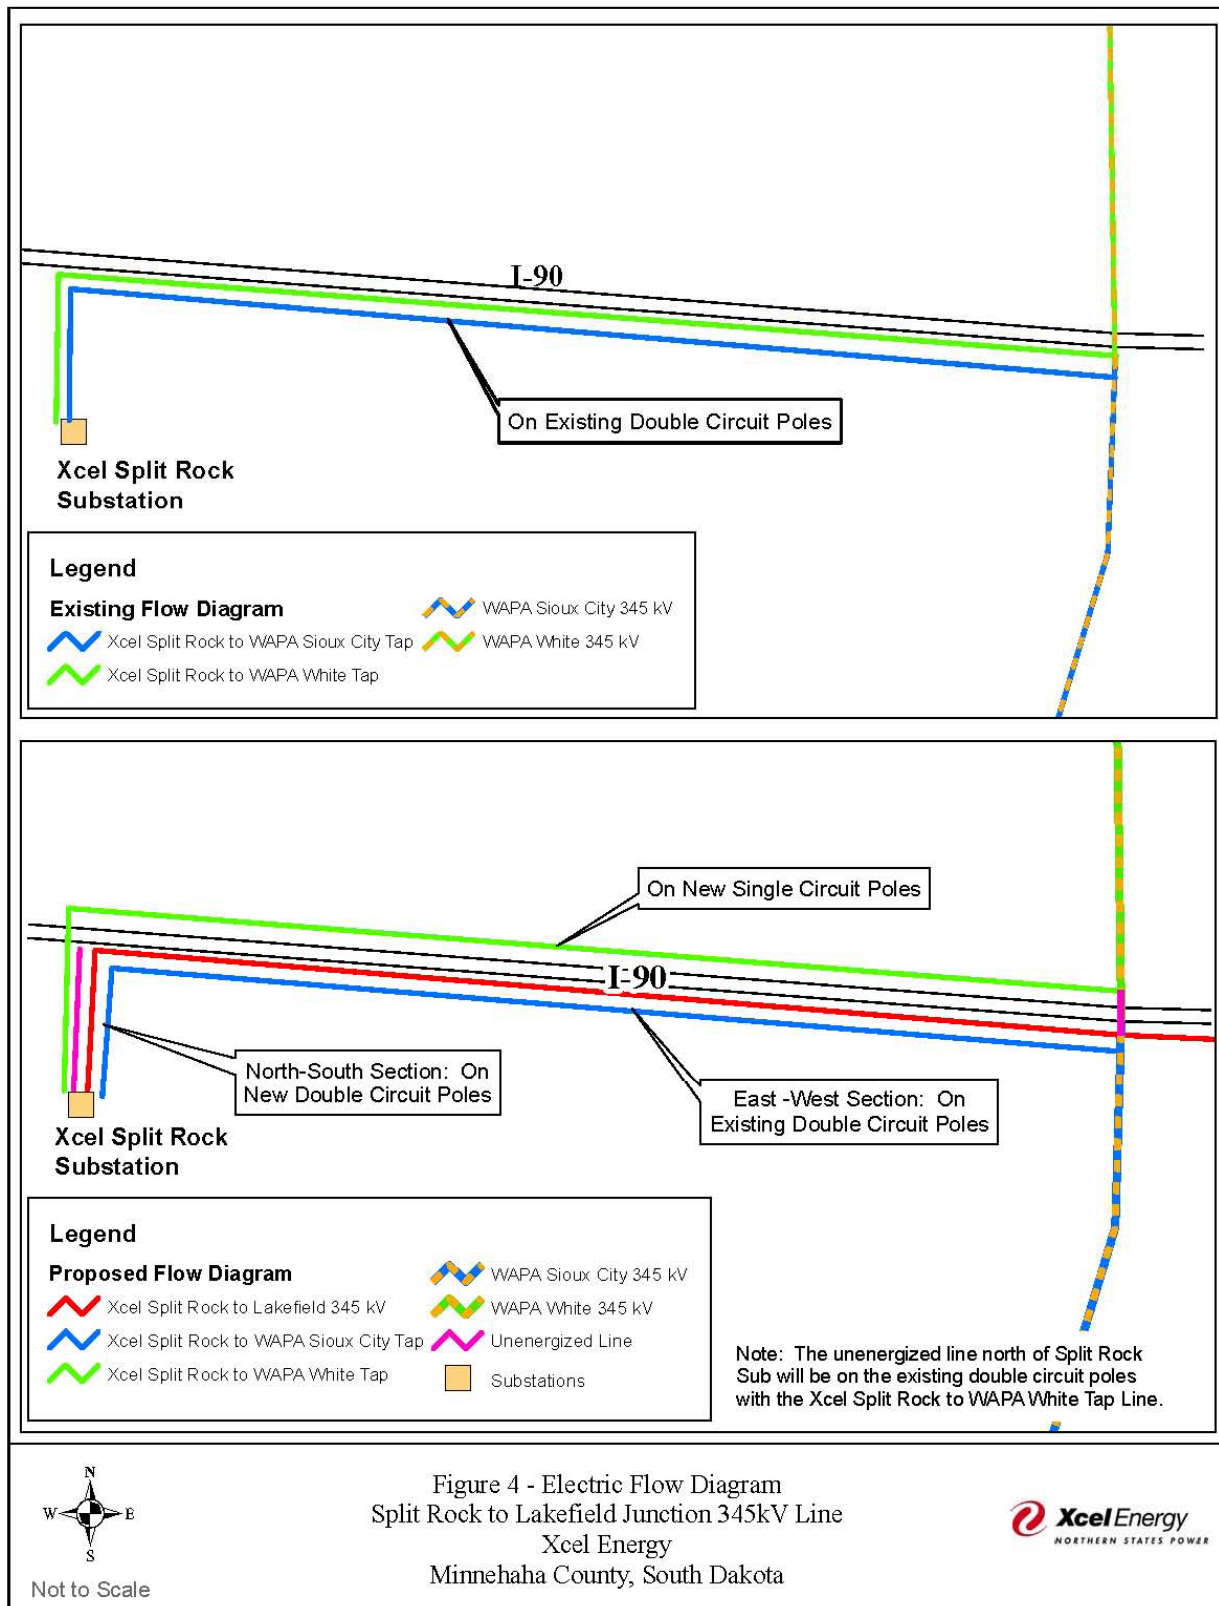 I-90
On Existing Double Circuit Poles
Xcel Split Rock
Substation
Legend
Existing Flow Diagram
Xcel Split Rock to WAPA Sioux City Tap
Xcel Split Rock to WAPA White Tap
WAPA Sioux City 345 kV
WAPA White 345 kV
On New Single Circuit Poles
I-90
North-South Section: On
New Double Circuit Poles
East -West Section: On
Existing Double Circuit Poles
Xcel Split Rock
Substation
Legend
Proposed Flow Diagram
Xcel Split Rock to Lakefield 345 kV
Xcel Split Rock to WAPA Sioux City Tap
Xcel Split Rock to WAPA White Tap
WAPA Sioux City 345 kV
WAPA White 345 kV
Unenergized Line
Substations
Note: The unenergized line north of Split Rock
Sub will be on the existing double circuit poles
with the Xcel Split Rock to WAPA White Tap Line.
N
W E
S
Not to Scale
Figure 4 - Electric Flow Diagram
Split Rock to Lakefield Junction 345kV Line
Xcel Energy
Minnehaha County, South Dakota
Xcel Energy
NORTHERN STATES POWER